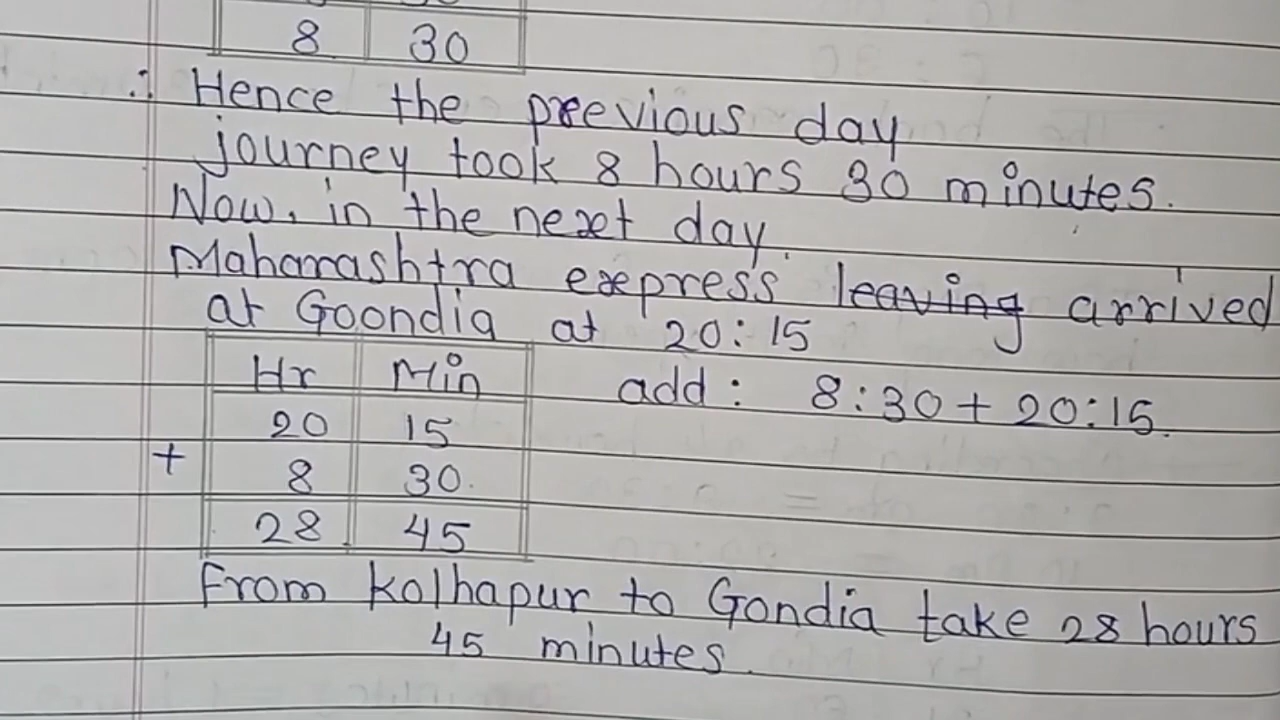 8 30
∴ Hence the previous day
journey took 8 hours 30 minutes.
Now, in the next day
Maharashtra express leaving arrived
at Goondia at 20:15
Hr Min add: 8:30 + 20:15.
20 15
+ 8 30.
28 45
From Kolhapur to Gondia take 28 hours
45 minutes.